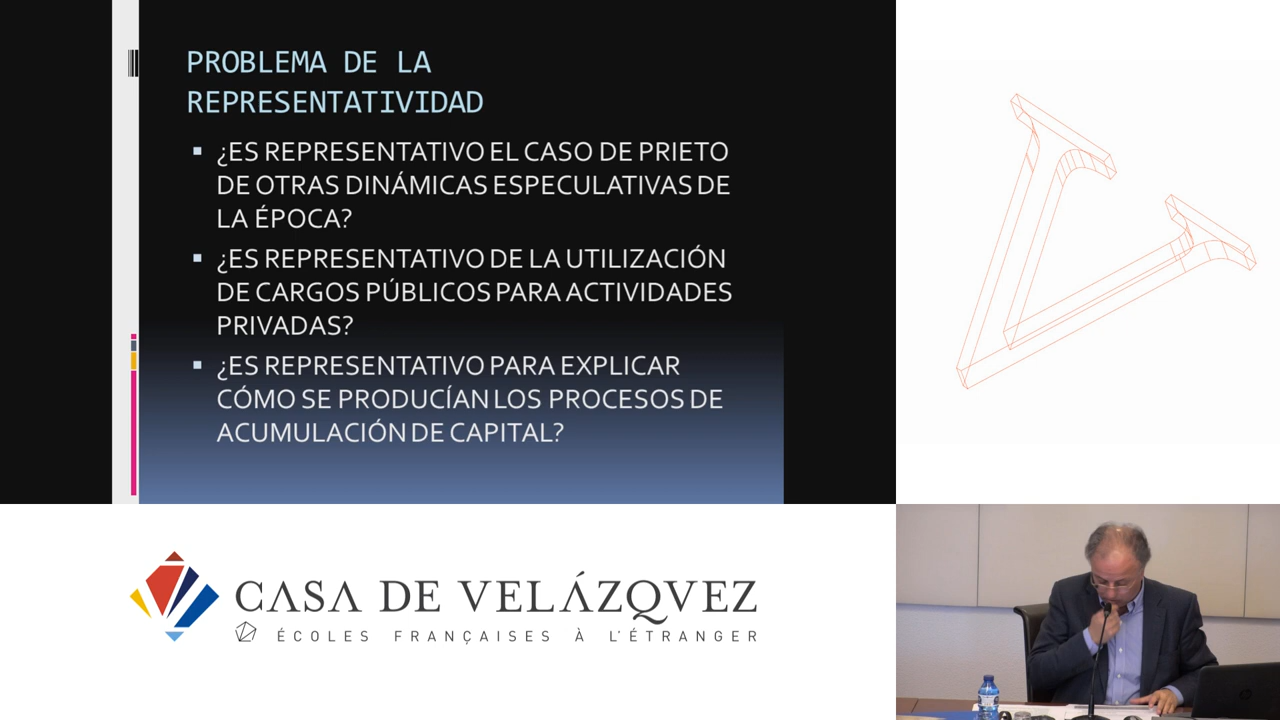 PROBLEMA DE LA
REPRESENTATIVIDAD
¿ES REPRESENTATIVO EL CASO DE PRIETO
DE OTRAS DINÁMICAS ESPECULATIVAS DE
LA ÉPOCA?
¿ES REPRESENTATIVO DE LA UTILIZACIÓN
DE CARGOS PÚBLICOS PARA ACTIVIDADES
PRIVADAS?
¿ES REPRESENTATIVO PARA EXPLICAR
CÓMO SE PRODUCÍAN LOS PROCESOS DE
ACUMULACIÓN DE CAPITAL?
CASA DE VELÁZQVEZ
ÉCOLES FRANÇAISES À L'ÉTRANGER